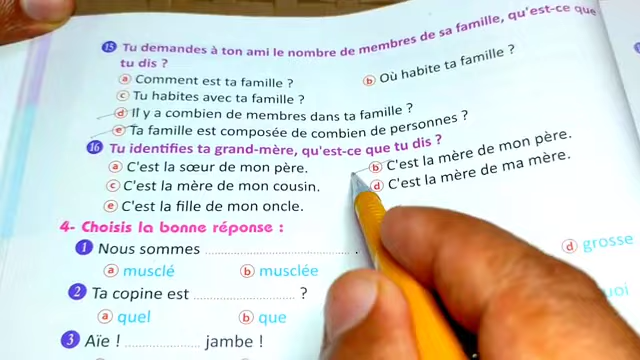 15 Tu demandes à ton ami le nombre de membres de sa famille, qu'est-ce que
tu dis ?
a Comment est ta famille ?
b Où habite ta famille ?
c Tu habites avec ta famille ?
d Il y a combien de membres dans ta famille ?
e Ta famille est composée de combien de personnes ?
16 Tu identifies ta grand-mère, qu'est-ce que tu dis ?
a C'est la sœur de mon père.
b C'est la mère de mon père.
c C'est la mère de mon cousin.
d C'est la mère de ma mère.
e C'est la fille de mon oncle.
4- Choisis la bonne réponse :
1 Nous sommes .............................. .
a musclé
b musclée
d grosse
2 Ta copine est .................... ?
a quel
b que
3 Aïe ! .................... jambe !